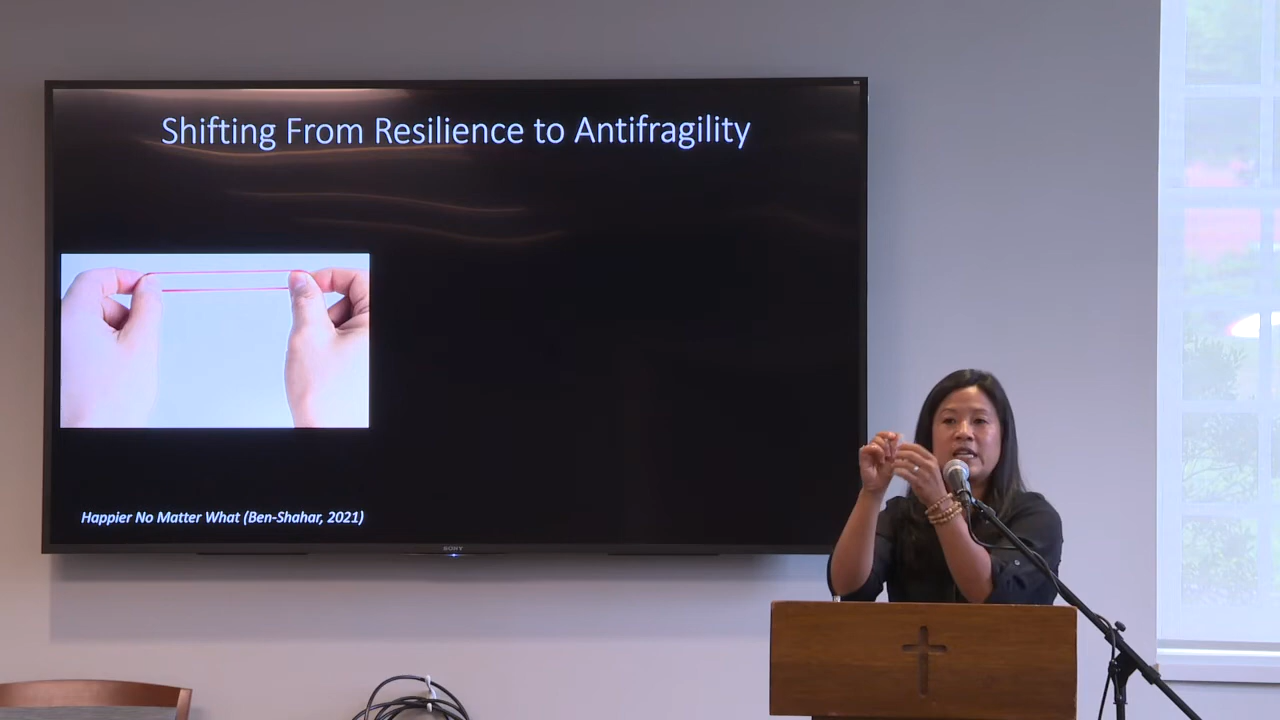 Shifting From Resilience to Antifragility
Happier No Matter What (Ben-Shahar, 2021)
SONY